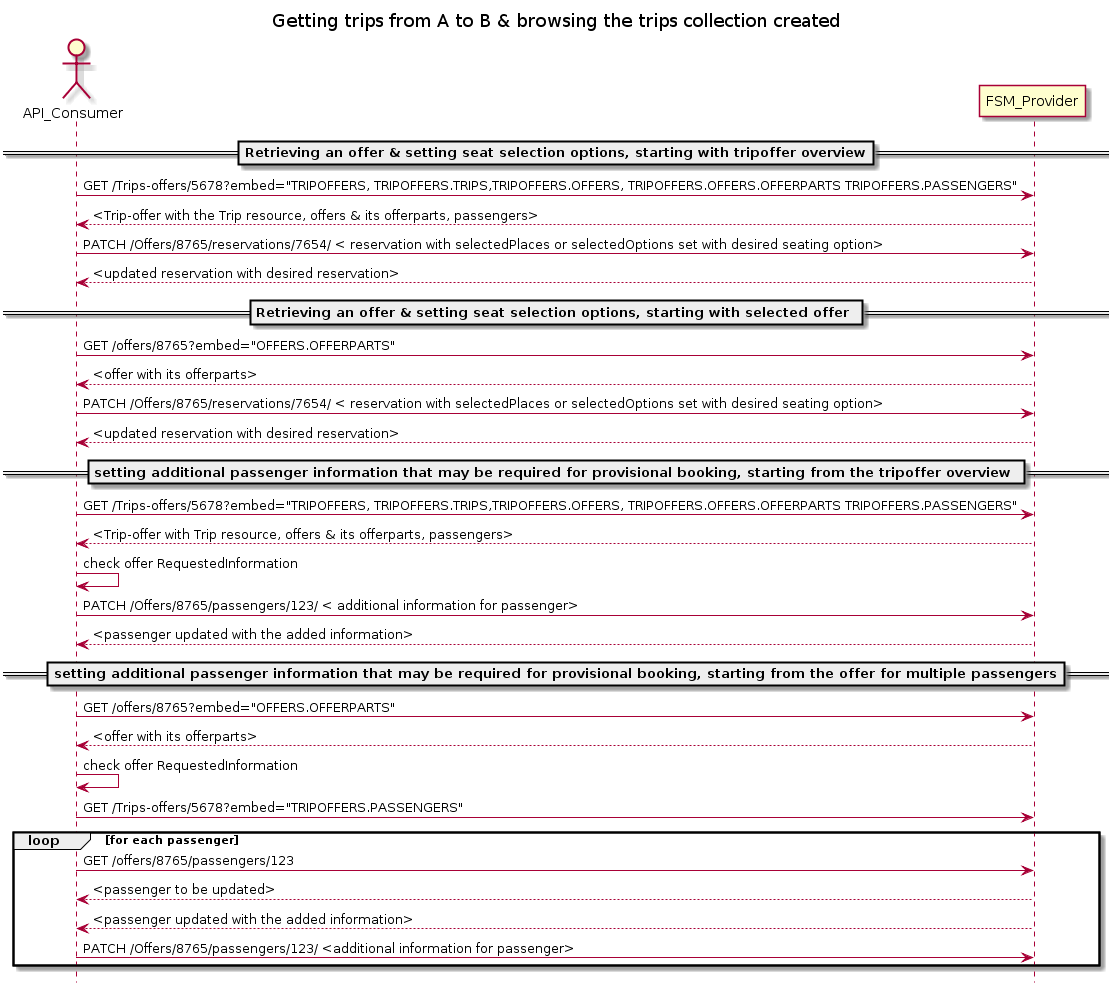 Getting trips from A to B & browsing the trips collection created
API_Consumer
FSM_Provider
Retrieving an offer & setting seat selection options, starting with tripoffer overview
GET /Trips-offers/5678?embed="TRIPOFFERS, TRIPOFFERS.TRIPS,TRIPOFFERS.OFFERS, TRIPOFFERS.OFFERS.OFFERPARTS TRIPOFFERS.PASSENGERS"
<Trip-offer with the Trip resource, offers & its offerparts, passengers>
PATCH /Offers/8765/reservations/7654/ < reservation with selectedPlaces or selectedOptions set with desired seating option>
<updated reservation with desired reservation>
Retrieving an offer & setting seat selection options, starting with selected offer
GET /offers/8765?embed="OFFERS.OFFERPARTS"
<offer with its offerparts>
PATCH /Offers/8765/reservations/7654/ < reservation with selectedPlaces or selectedOptions set with desired seating option>
<updated reservation with desired reservation>
setting additional passenger information that may be required for provisional booking, starting from the tripoffer overview
GET /Trips-offers/5678?embed="TRIPOFFERS, TRIPOFFERS.TRIPS,TRIPOFFERS.OFFERS, TRIPOFFERS.OFFERS.OFFERPARTS TRIPOFFERS.PASSENGERS"
<Trip-offer with Trip resource, offers & its offerparts, passengers>
check offer RequestedInformation
PATCH /Offers/8765/passengers/123/ < additional information for passenger>
<passenger updated with the added information>
setting additional passenger information that may be required for provisional booking, starting from the offer for multiple passengers
GET /offers/8765?embed="OFFERS.OFFERPARTS"
<offer with its offerparts>
check offer RequestedInformation
GET /Trips-offers/5678?embed="TRIPOFFERS.PASSENGERS"
loop [for each passenger]
GET /offers/8765/passengers/123
<passenger to be updated>
<passenger updated with the added information>
PATCH /Offers/8765/passengers/123/ <additional information for passenger>